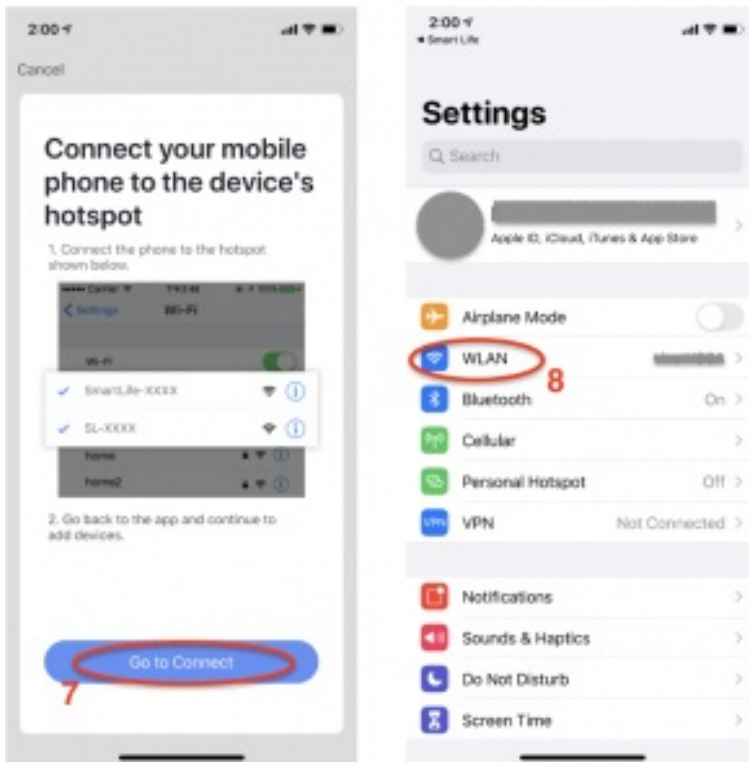 2:00
Cancel
Connect your mobile
phone to the device's
hotspot
1. Connect the phone to the hotspot
shown below.
Carrier
Settings
Wi-Fi
Wi-Fi
SmartLife-XXXX
SL-XXXX
home
home2
2. Go back to the app and continue to
add devices.
Go to Connect
7
2:00
Smart Life
Settings
Search
Apple ID, iCloud, iTunes & App Store
Airplane Mode
WLAN
8
Bluetooth
On
Cellular
Personal Hotspot
Off
VPN
VPN
Not Connected
Notifications
Sounds & Haptics
Do Not Disturb
Screen Time